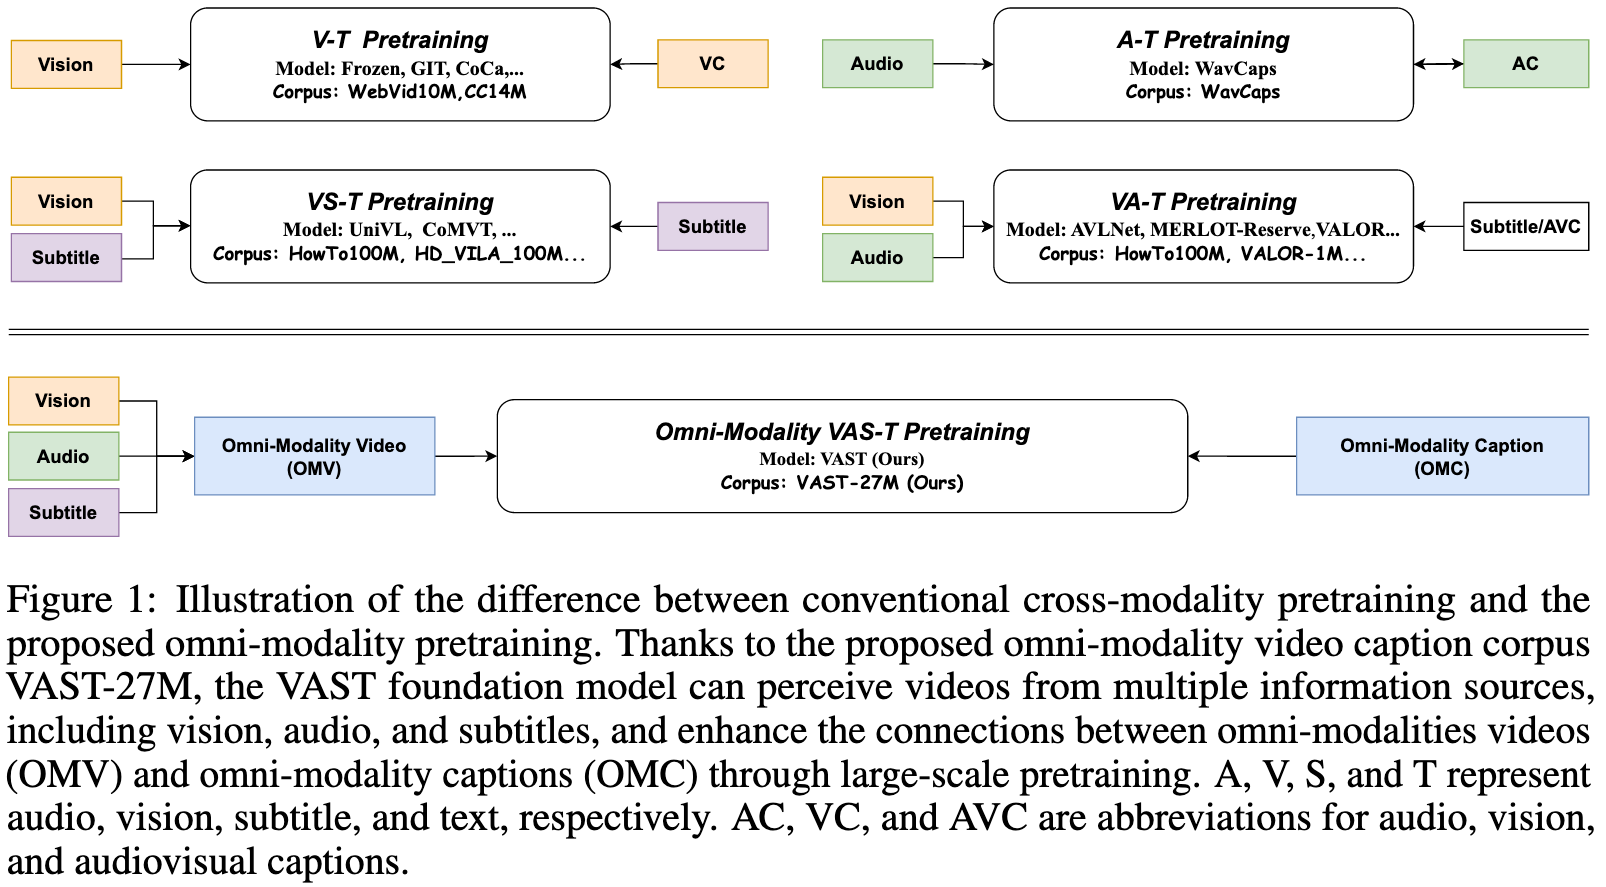 Vision
V-T Pretraining
Model: Frozen, GIT, CoCa,...
Corpus: WebVid10M,CC14M
VC
Audio
A-T Pretraining
Model: WavCaps
Corpus: WavCaps
AC
Vision
Subtitle
VS-T Pretraining
Model: UniVL, CoMVT, ...
Corpus: HowTo100M, HD_VILA_100M...
Subtitle
Vision
Audio
VA-T Pretraining
Model: AVLNet, MERLOT-Reserve,VALOR...
Corpus: HowTo100M, VALOR-1M...
Subtitle/AVC
Vision
Audio
Subtitle
Omni-Modality Video
(OMV)
Omni-Modality VAS-T Pretraining
Model: VAST (Ours)
Corpus: VAST-27M (Ours)
Omni-Modality Caption
(OMC)
Figure 1: Illustration of the difference between conventional cross-modality pretraining and the
proposed omni-modality pretraining. Thanks to the proposed omni-modality video caption corpus
VAST-27M, the VAST foundation model can perceive videos from multiple information sources,
including vision, audio, and subtitles, and enhance the connections between omni-modalities videos
(OMV) and omni-modality captions (OMC) through large-scale pretraining. A, V, S, and T represent
audio, vision, subtitle, and text, respectively. AC, VC, and AVC are abbreviations for audio, vision,
and audiovisual captions.